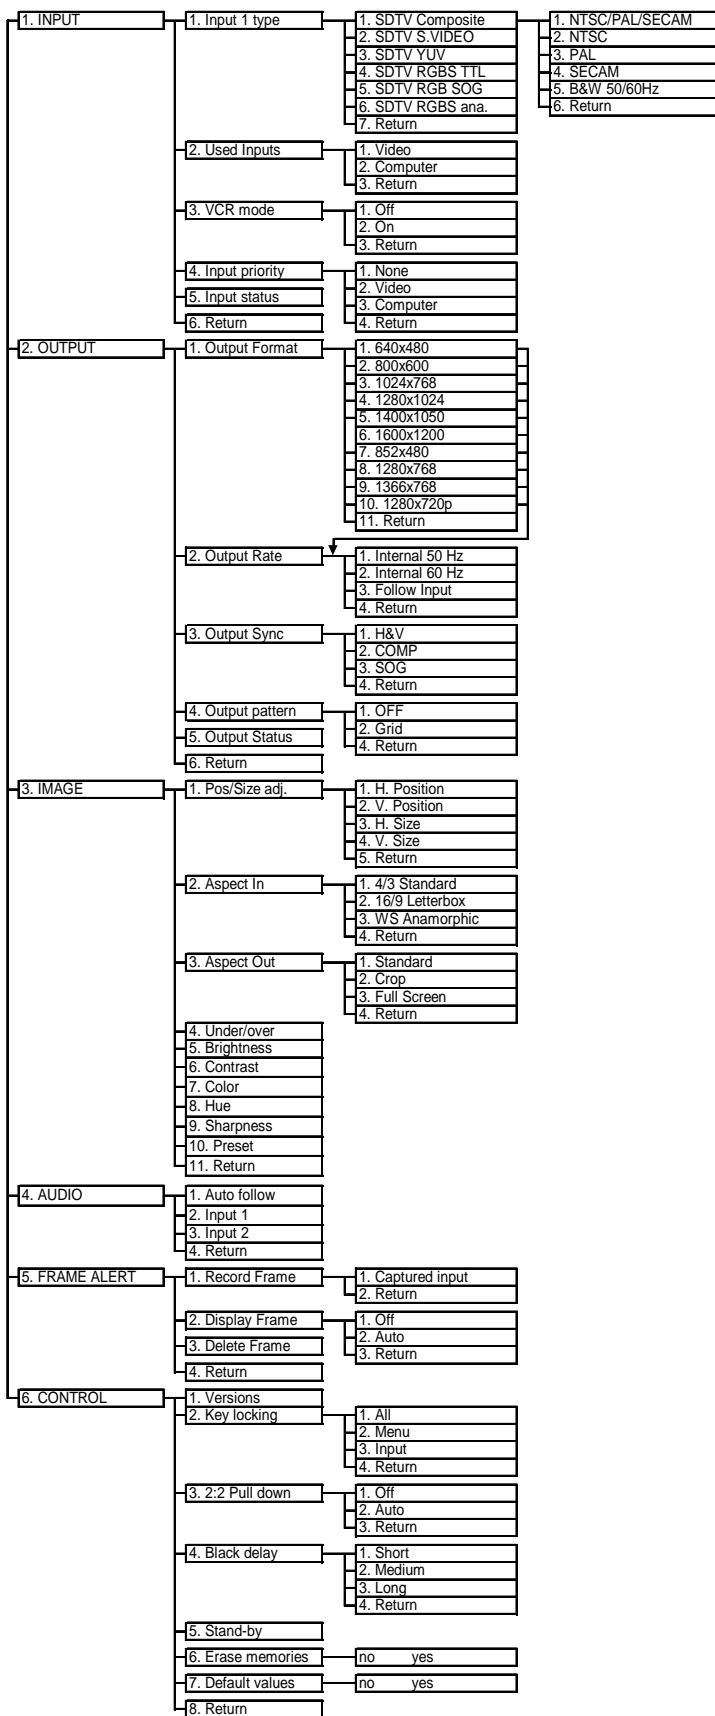 1. INPUT
1. Input 1 type
1. SDTV Composite
1. NTSC/PAL/SECAM
2. SDTV S.VIDEO
2. NTSC
3. SDTV YUV
3. PAL
4. SDTV RGBS TTL
4. SECAM
5. SDTV RGB SOG
5. B&W 50/60Hz
6. SDTV RGBS ana.
6. Return
7. Return
2. Used Inputs
1. Video
2. Computer
3. Return
3. VCR mode
1. Off
2. On
3. Return
4. Input priority
1. None
2. Video
5. Input status
3. Computer
6. Return
4. Return
2. OUTPUT
1. Output Format
1. 640x480
2. 800x600
3. 1024x768
4. 1280x1024
5. 1400x1050
6. 1600x1200
7. 852x480
8. 1280x768
9. 1366x768
10. 1280x720p
11. Return
2. Output Rate
1. Internal 50 Hz
2. Internal 60 Hz
3. Follow Input
4. Return
3. Output Sync
1. H&V
2. COMP
3. SOG
4. Return
4. Output pattern
1. OFF
2. Grid
5. Output Status
4. Return
6. Return
3. IMAGE
1. Pos/Size adj.
1. H. Position
2. V. Position
3. H. Size
4. V. Size
5. Return
2. Aspect In
1. 4/3 Standard
2. 16/9 Letterbox
3. WS Anamorphic
4. Return
3. Aspect Out
1. Standard
2. Crop
3. Full Screen
4. Return
4. Under/over
5. Brightness
6. Contrast
7. Color
8. Hue
9. Sharpness
10. Preset
11. Return
4. AUDIO
1. Auto follow
2. Input 1
3. Input 2
4. Return
5. FRAME ALERT
1. Record Frame
1. Captured input
2. Return
2. Display Frame
1. Off
2. Auto
3. Delete Frame
3. Return
4. Return
6. CONTROL
1. Versions
2. Key locking
1. All
2. Menu
3. Input
4. Return
3. 2:2 Pull down
1. Off
2. Auto
3. Return
4. Black delay
1. Short
2. Medium
3. Long
4. Return
5. Stand-by
6. Erase memories
no yes
7. Default values
no yes
8. Return